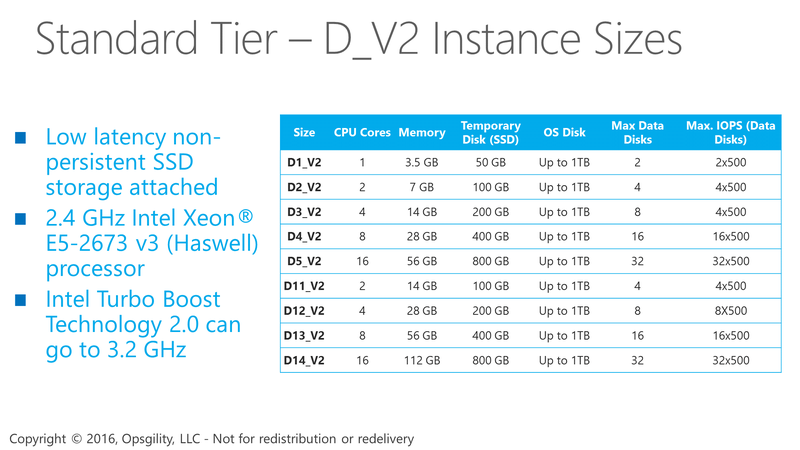 Standard Tier – D_V2 Instance Sizes
Low latency non-
persistent SSD
storage attached
2.4 GHz Intel Xeon®
E5-2673 v3 (Haswell)
processor
Intel Turbo Boost
Technology 2.0 can
go to 3.2 GHz
Size CPU Cores Memory Temporary Disk (SSD) OS Disk Max Data Disks Max. IOPS (Data Disks)
D1_V2 1 3.5 GB 50 GB Up to 1TB 2 2x500
D2_V2 2 7 GB 100 GB Up to 1TB 4 4x500
D3_V2 4 14 GB 200 GB Up to 1TB 8 4x500
D4_V2 8 28 GB 400 GB Up to 1TB 16 16x500
D5_V2 16 56 GB 800 GB Up to 1TB 32 32x500
D11_V2 2 14 GB 100 GB Up to 1TB 4 4x500
D12_V2 4 28 GB 200 GB Up to 1TB 8 8X500
D13_V2 8 56 GB 400 GB Up to 1TB 16 16x500
D14_V2 16 112 GB 800 GB Up to 1TB 32 32x500
Copyright © 2016, Opsgility, LLC - Not for redistribution or redelivery